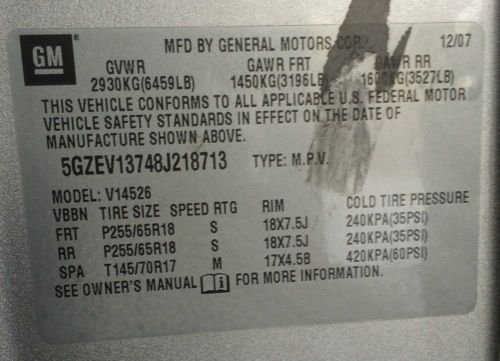 GM ® MFD BY GENERAL MOTORS CORP. 12/07
GVWR GAWR FRT GAWR RR
2930KG(6459LB) 1450KG(3196LB) 1600KG(3527LB)
THIS VEHICLE CONFORMS TO ALL APPLICABLE U.S. FEDERAL MOTOR
VEHICLE SAFETY STANDARDS IN EFFECT ON THE DATE OF
MANUFACTURE SHOWN ABOVE.
5GZEV13748J218713 TYPE: M.P.V.
MODEL: V14526
VBBN TIRE SIZE SPEED RTG RIM COLD TIRE PRESSURE
FRT P255/65R18 S 18X7.5J 240KPA(35PSI)
RR P255/65R18 S 18X7.5J 240KPA(35PSI)
SPA T145/70R17 M 17X4.5B 420KPA(60PSI)
SEE OWNER'S MANUAL FOR MORE INFORMATION.